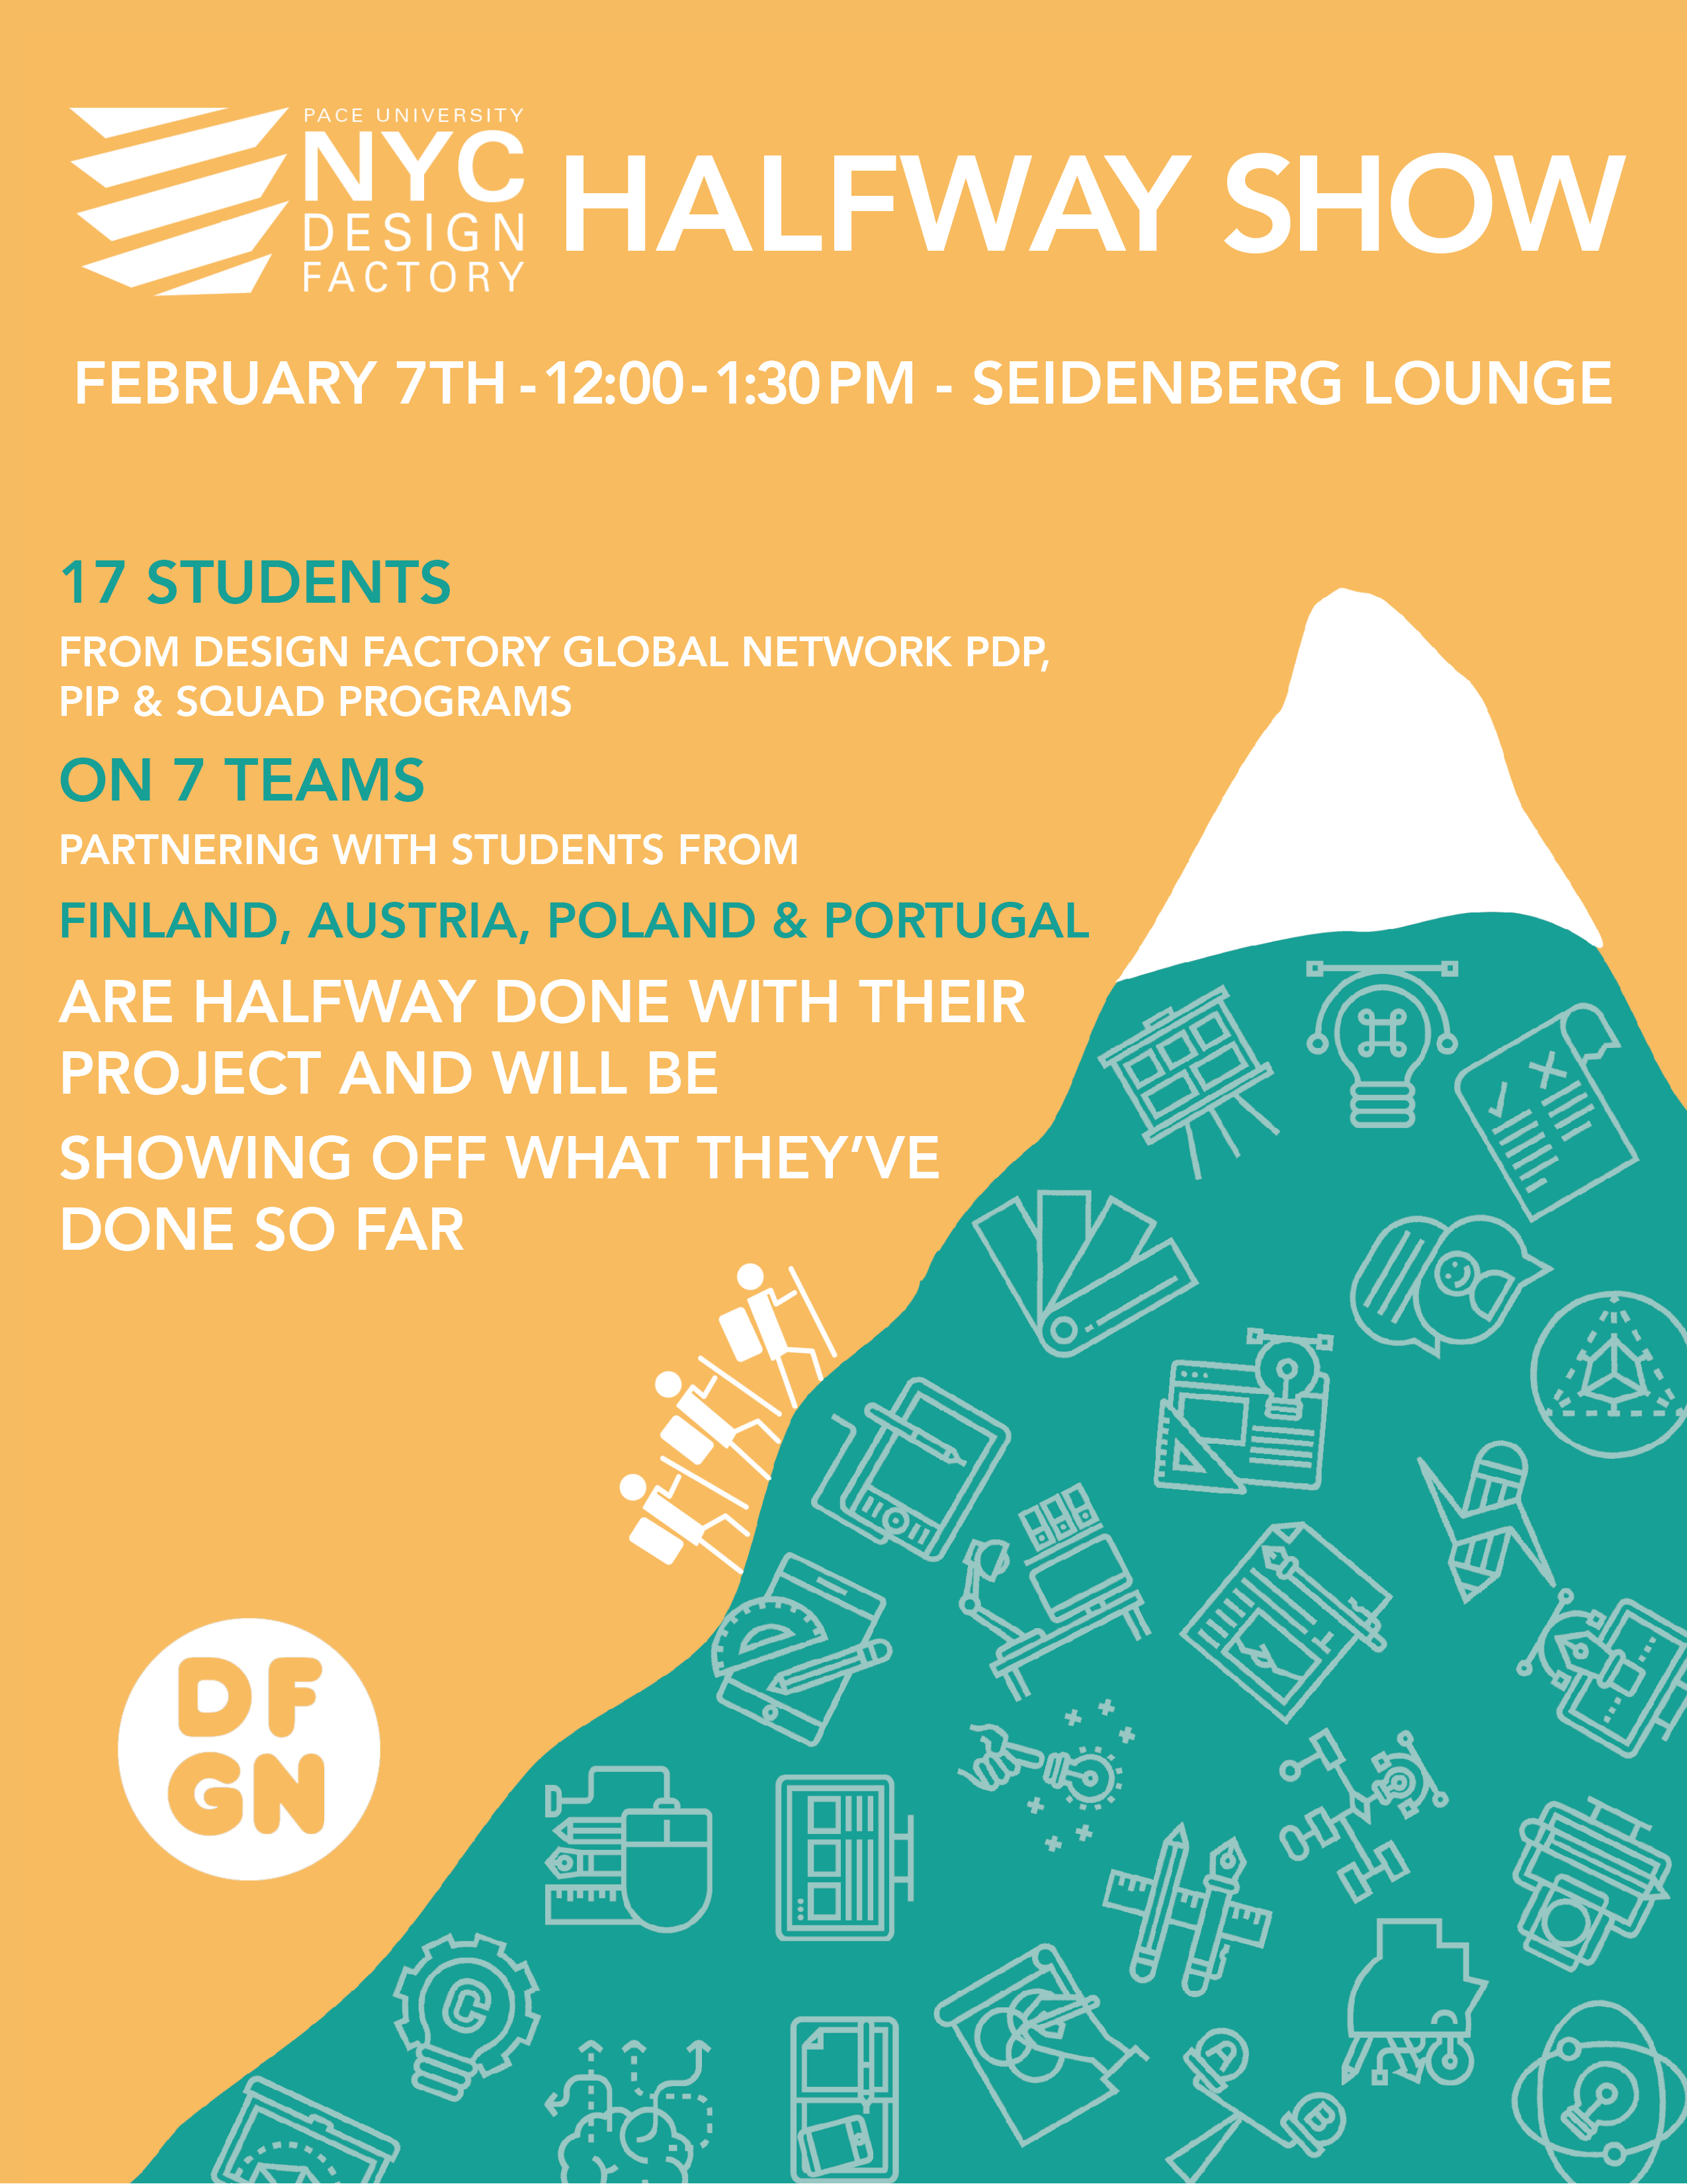 PACE UNIVERSITY
NYC
DESIGN
FACTORY
HALFWAY SHOW
FEBRUARY 7TH - 12:00 - 1:30 PM - SEIDENBERG LOUNGE
17 STUDENTS
FROM DESIGN FACTORY GLOBAL NETWORK PDP,
PIP & SQUAD PROGRAMS
ON 7 TEAMS
PARTNERING WITH STUDENTS FROM
FINLAND, AUSTRIA, POLAND & PORTUGAL
ARE HALFWAY DONE WITH THEIR
PROJECT AND WILL BE
SHOWING OFF WHAT THEY'VE
DONE SO FAR
DF
GN
C
A
B